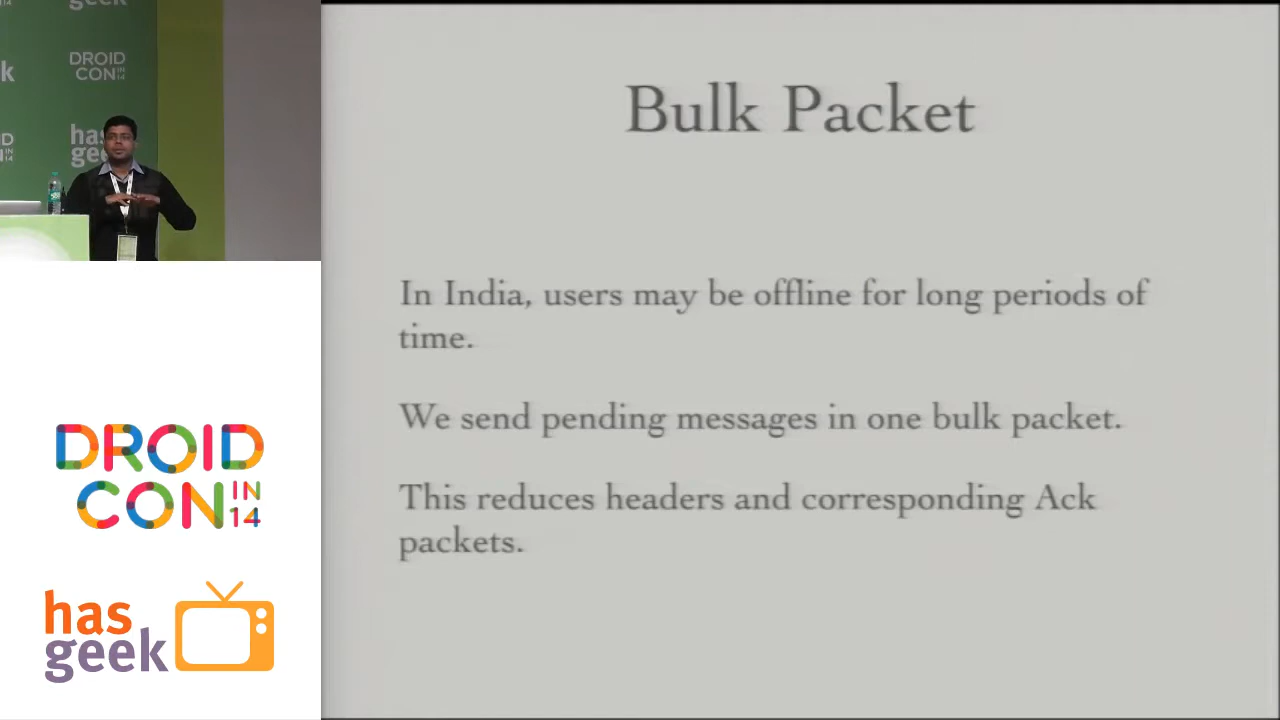 geek
DROID
CON IN 14
has
geek
Bulk Packet
In India, users may be offline for long periods of
time.
We send pending messages in one bulk packet.
This reduces headers and corresponding Ack
packets.
DROID
CON IN 14
has
geek